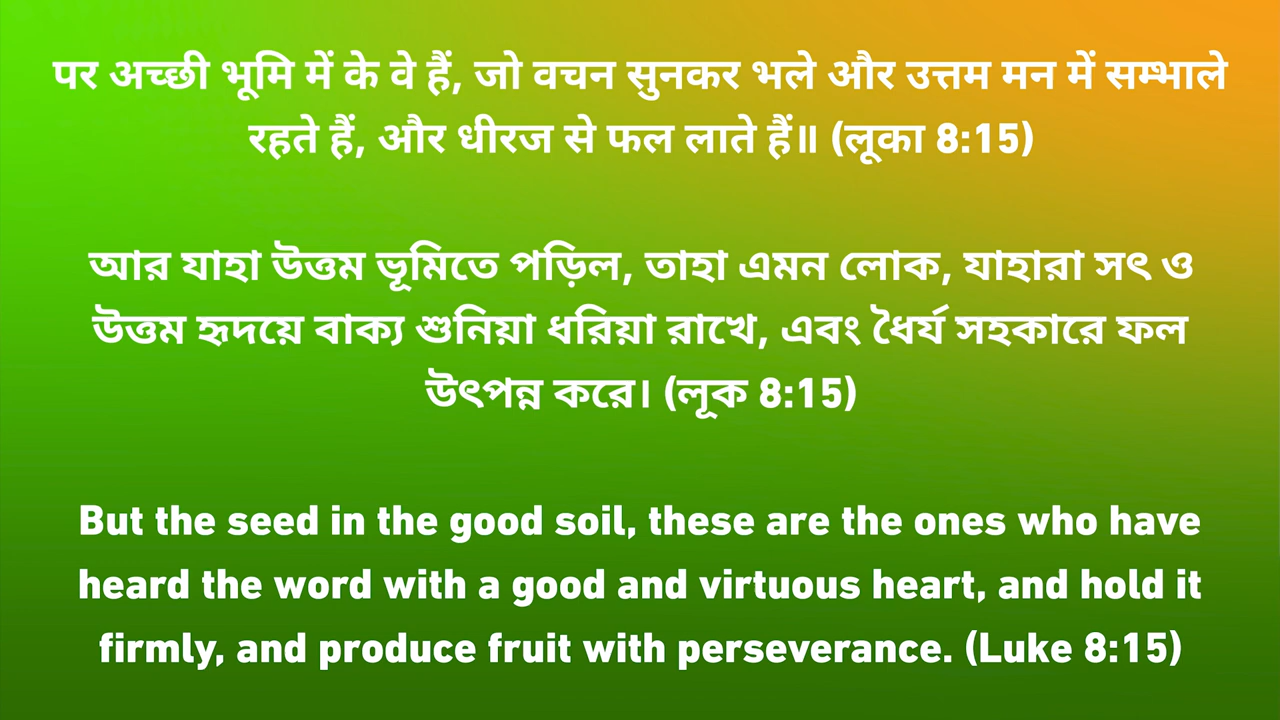 पर अच्छी भूमि में के वे हैं, जो वचन सुनकर भले और उत्तम मन में सम्भाले
रहते हैं, और धीरज से फल लाते हैं॥ (लूका 8:15)
আর যাহা উত্তম ভূমিতে পড়িল, তাহা এমন লোক, যাহারা সৎ ও
উত্তম হৃদয়ে বাক্য শুনিয়া ধরিয়া রাখে, এবং ধৈর্য সহকারে ফল
উৎপন্ন করে। (লূক 8:15)
But the seed in the good soil, these are the ones who have
heard the word with a good and virtuous heart, and hold it
firmly, and produce fruit with perseverance. (Luke 8:15)